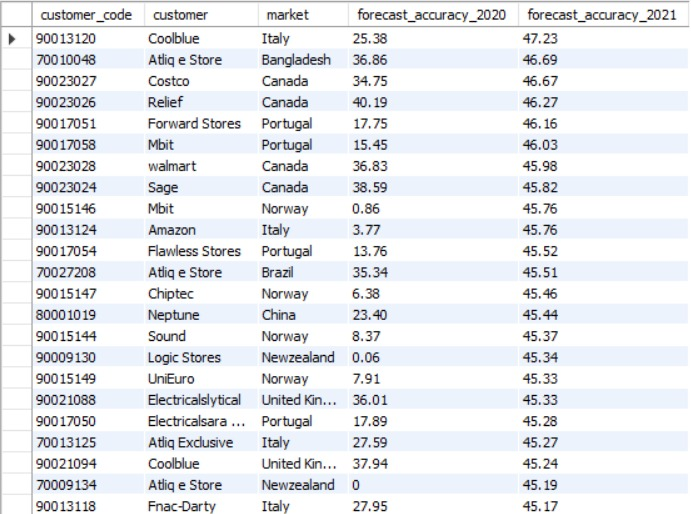 customer_code customer market forecast_accuracy_2020 forecast_accuracy_2021
90013120 Coolblue Italy 25.38 47.23
70010048 Atliq e Store Bangladesh 36.86 46.69
90023027 Costco Canada 34.75 46.67
90023026 Relief Canada 40.19 46.27
90017051 Forward Stores Portugal 17.75 46.16
90017058 Mbit Portugal 15.45 46.03
90023028 walmart Canada 36.83 45.98
90023024 Sage Canada 38.59 45.82
90015146 Mbit Norway 0.86 45.76
90013124 Amazon Italy 3.77 45.76
90017054 Flawless Stores Portugal 13.76 45.52
70027208 Atliq e Store Brazil 35.34 45.51
90015147 Chiptec Norway 6.38 45.46
80001019 Neptune China 23.40 45.44
90015144 Sound Norway 8.37 45.37
90009130 Logic Stores Newzealand 0.06 45.34
90015149 UniEuro Norway 7.91 45.33
90021088 Electricalslytical United Kin... 36.01 45.33
90017050 Electricalsara ... Portugal 17.89 45.28
70013125 Atliq Exclusive Italy 27.59 45.27
90021094 Coolblue United Kin... 37.94 45.24
70009134 Atliq e Store Newzealand 0 45.19
90013118 Fnac-Darty Italy 27.95 45.17